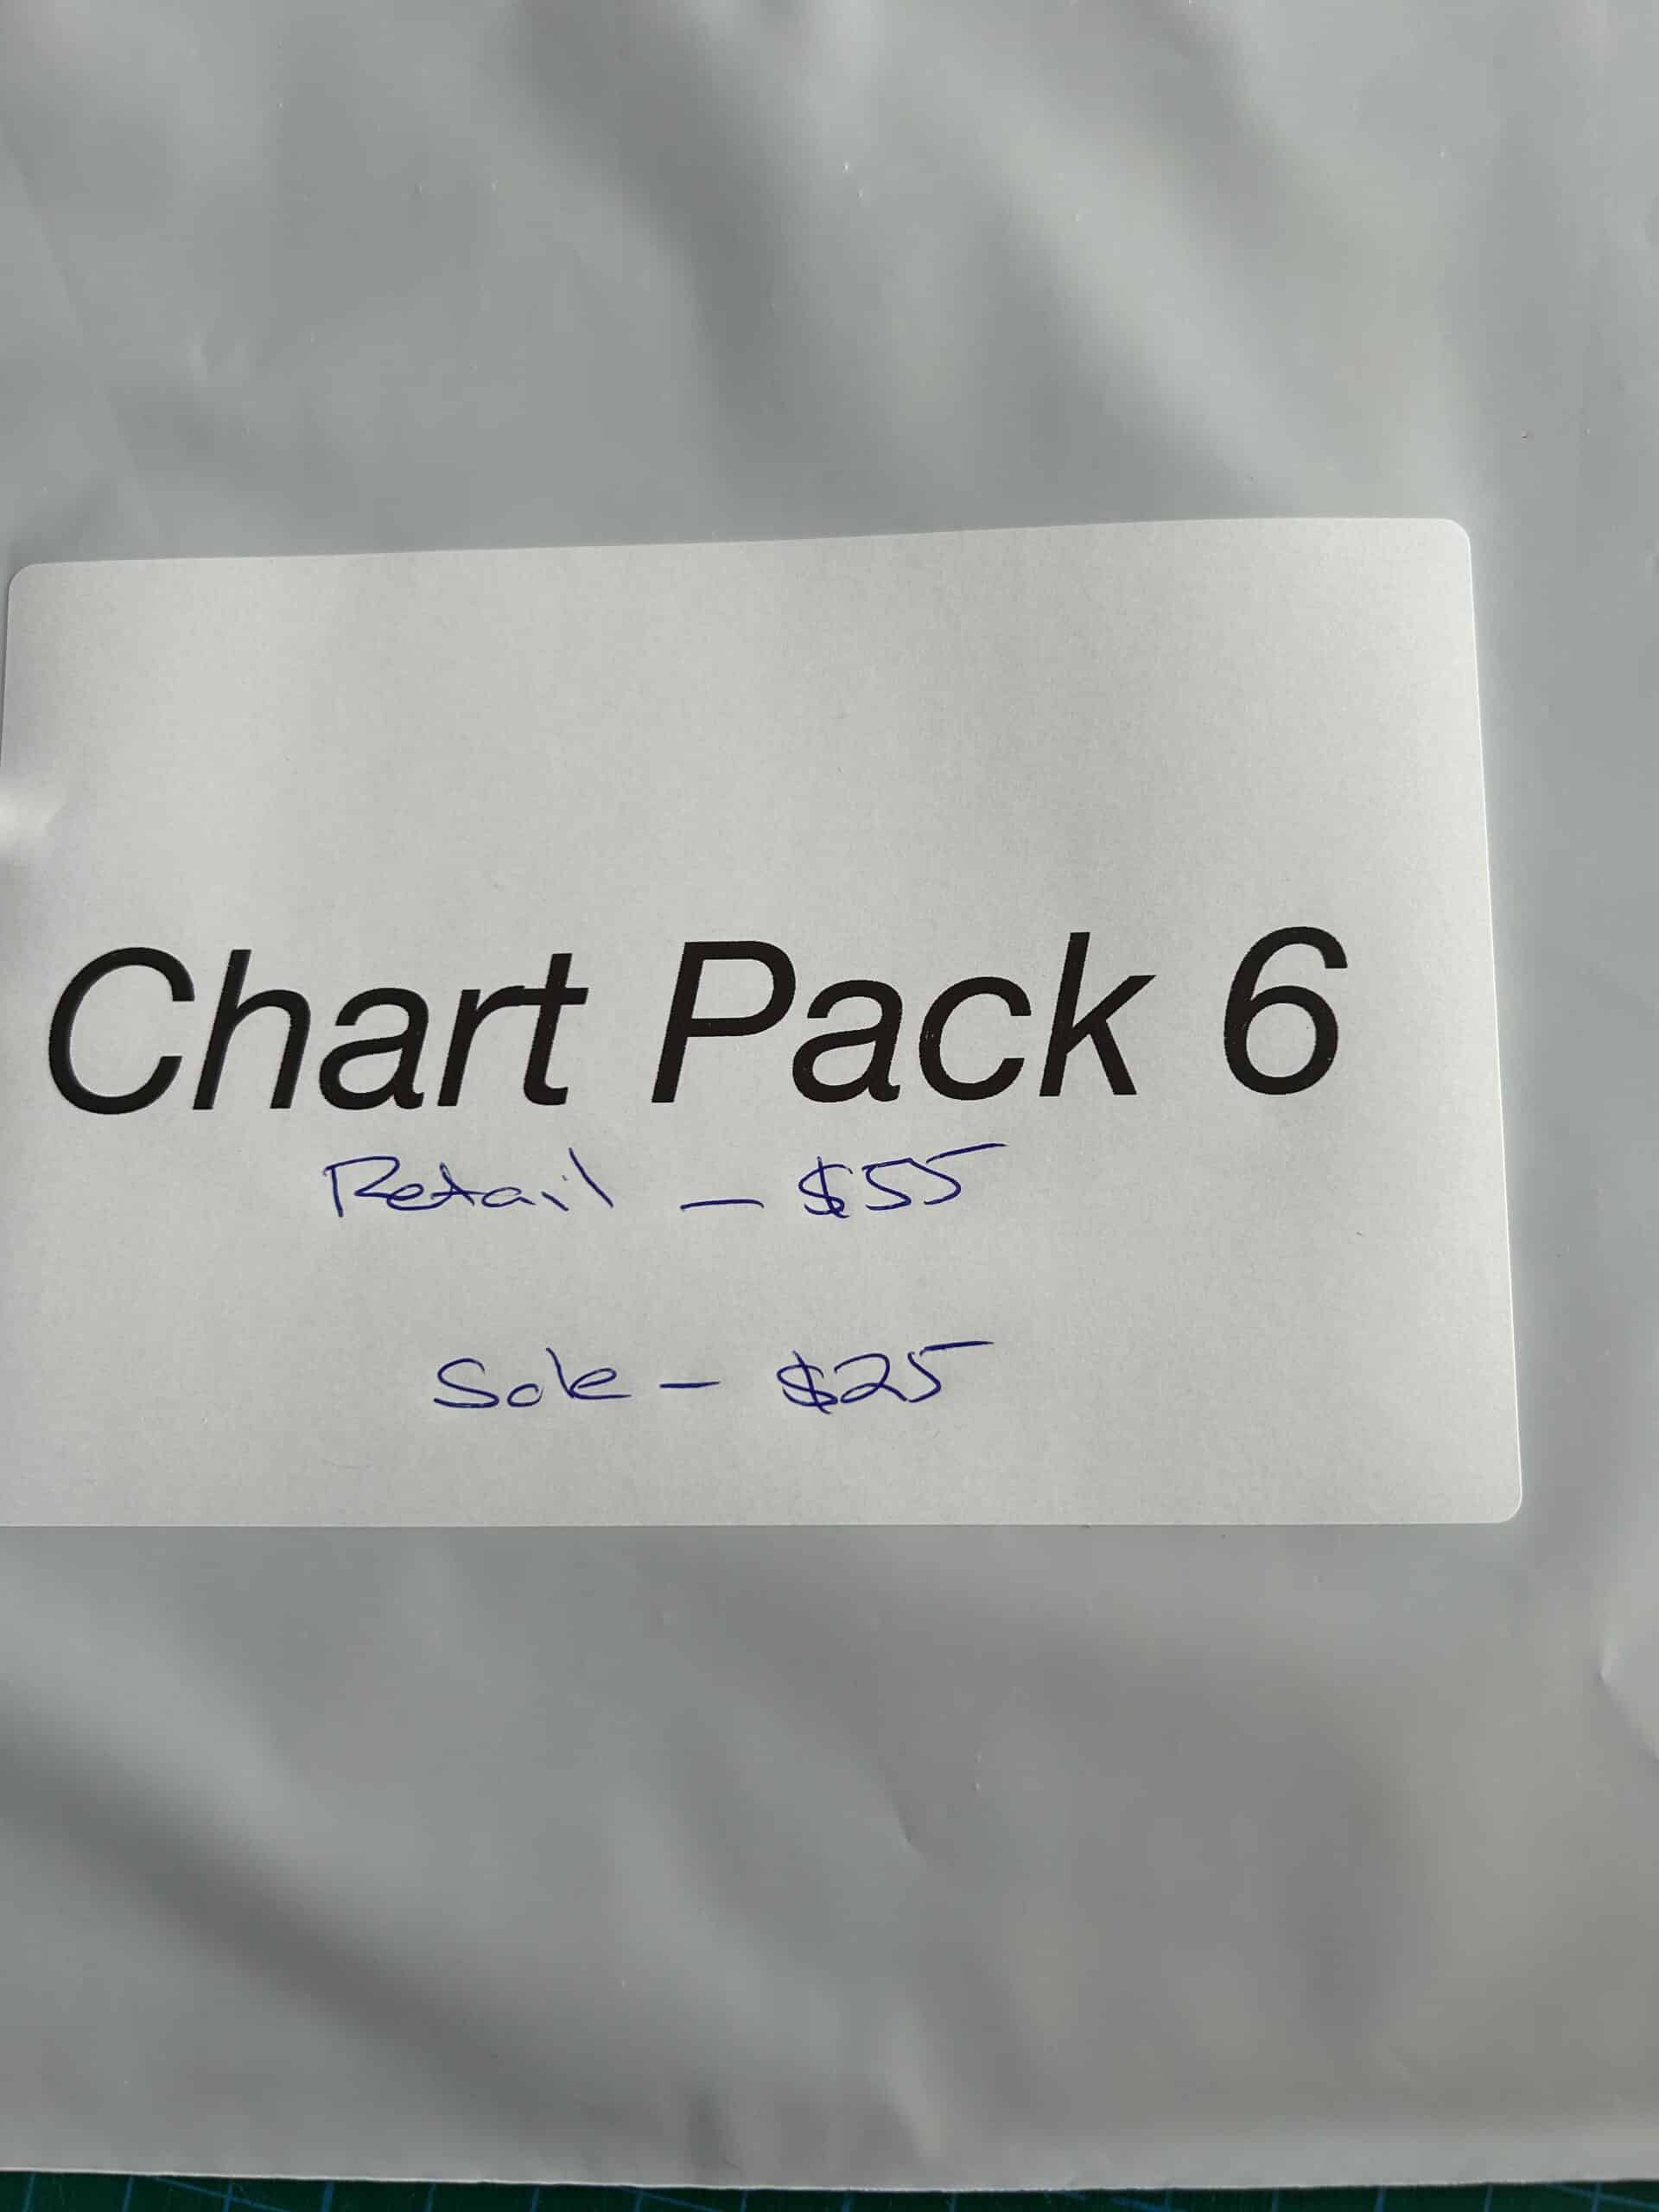 Chart Pack 6
Retail - $55
Sale - $25